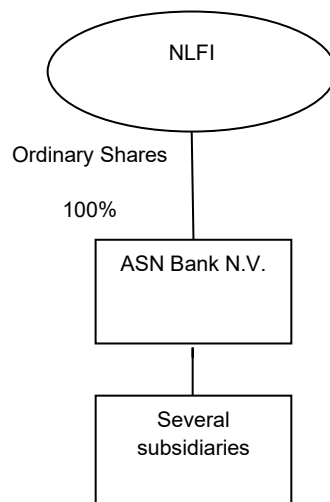 NLFI
Ordinary Shares
100%
ASN Bank N.V.
Several
subsidiaries